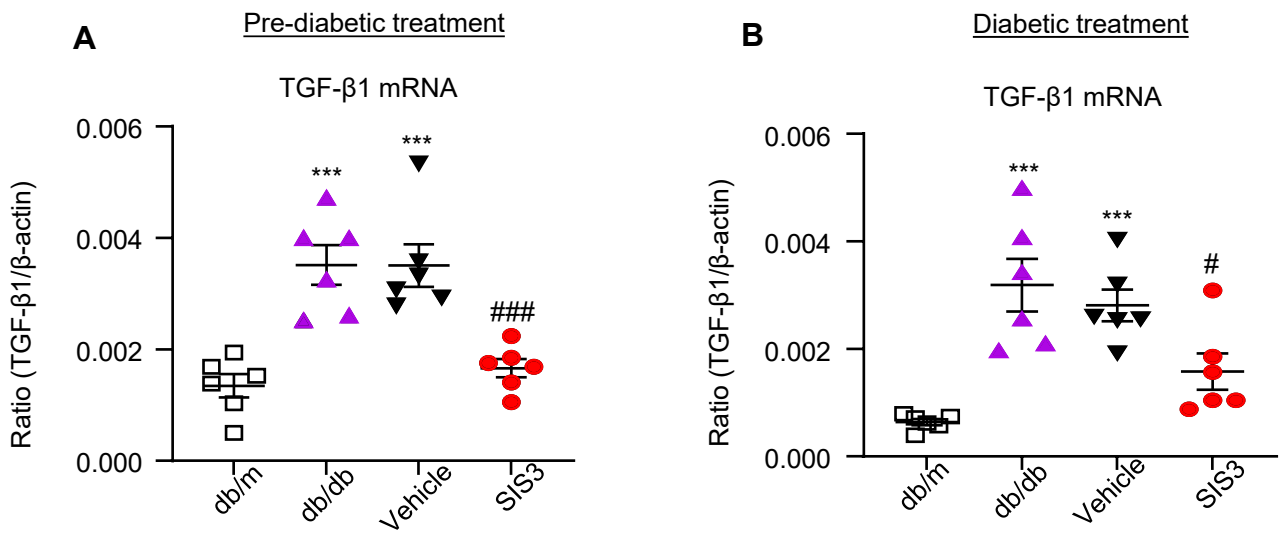 A
Pre-diabetic treatment
TGF-β1 mRNA
Ratio (TGF-β1/β-actin)
0.006
0.004
0.002
0.000
***
***
###
db/m
db/db
Vehicle
SIS3
B
Diabetic treatment
TGF-β1 mRNA
Ratio (TGF-β1/β-actin)
0.006
0.004
0.002
0.000
***
***
#
db/m
db/db
Vehicle
SIS3